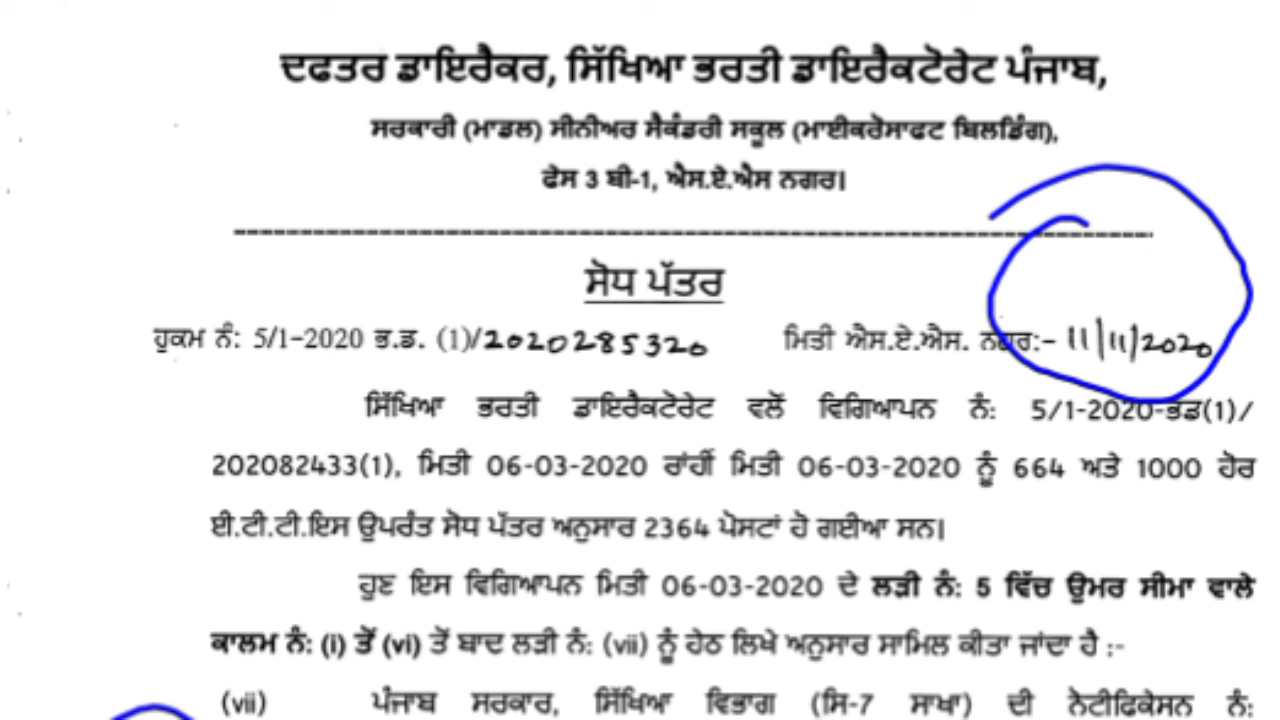 ਦਫਤਰ ਡਾਇਰੈਕਰ, ਸਿੱਖਿਆ ਭਰਤੀ ਡਾਇਰੈਕਟੋਰੇਟ ਪੰਜਾਬ,
ਸਰਕਾਰੀ (ਮਾਡਲ) ਸੀਨੀਅਰ ਸੈਕੰਡਰੀ ਸਕੂਲ (ਮਾਈਕਰੋਸਾਫਟ ਬਿਲਡਿੰਗ),
ਫੇਸ 3 ਬੀ-1, ਐਸ.ਏ.ਐਸ ਨਗਰ।
ਸੋਧ ਪੱਤਰ
ਹੁਕਮ ਨੰ: 5/1-2020 ਭ.ਡ. (1)/2020285320 ਮਿਤੀ ਐਸ.ਏ.ਐਸ. ਨਗਰ:- 11/11/2020
ਸਿੱਖਿਆ ਭਰਤੀ ਡਾਇਰੈਕਟੋਰੇਟ ਵਲੋਂ ਵਿਗਿਆਪਨ ਨੰ: 5/1-2020-ਭਡ(1)/
202082433(1), ਮਿਤੀ 06-03-2020 ਰਾਂਹੀਂ ਮਿਤੀ 06-03-2020 ਨੂੰ 664 ਅਤੇ 1000 ਹੋਰ
ਈ.ਟੀ.ਟੀ.ਇਸ ਉਪਰੰਤ ਸੋਧ ਪੱਤਰ ਅਨੁਸਾਰ 2364 ਪੋਸਟਾਂ ਹੋ ਗਈਆ ਸਨ।
ਹੁਣ ਇਸ ਵਿਗਿਆਪਨ ਮਿਤੀ 06-03-2020 ਦੇ ਲੜੀ ਨੰ: 5 ਵਿੱਚ ਉਮਰ ਸੀਮਾ ਵਾਲੇ
ਕਾਲਮ ਨੰ: (i) ਤੋਂ (vi) ਤੋਂ ਬਾਦ ਲੜੀ ਨੰ: (vii) ਨੂੰ ਹੇਠ ਲਿਖੇ ਅਨੁਸਾਰ ਸਾਮਿਲ ਕੀਤਾ ਜਾਂਦਾ ਹੈ :-
(vii) ਪੰਜਾਬ ਸਰਕਾਰ, ਸਿੱਖਿਆ ਵਿਭਾਗ (ਸਿ-7 ਸਾਖਾ) ਦੀ ਨੋਟੀਫਿਕੇਸਨ ਨੰ: